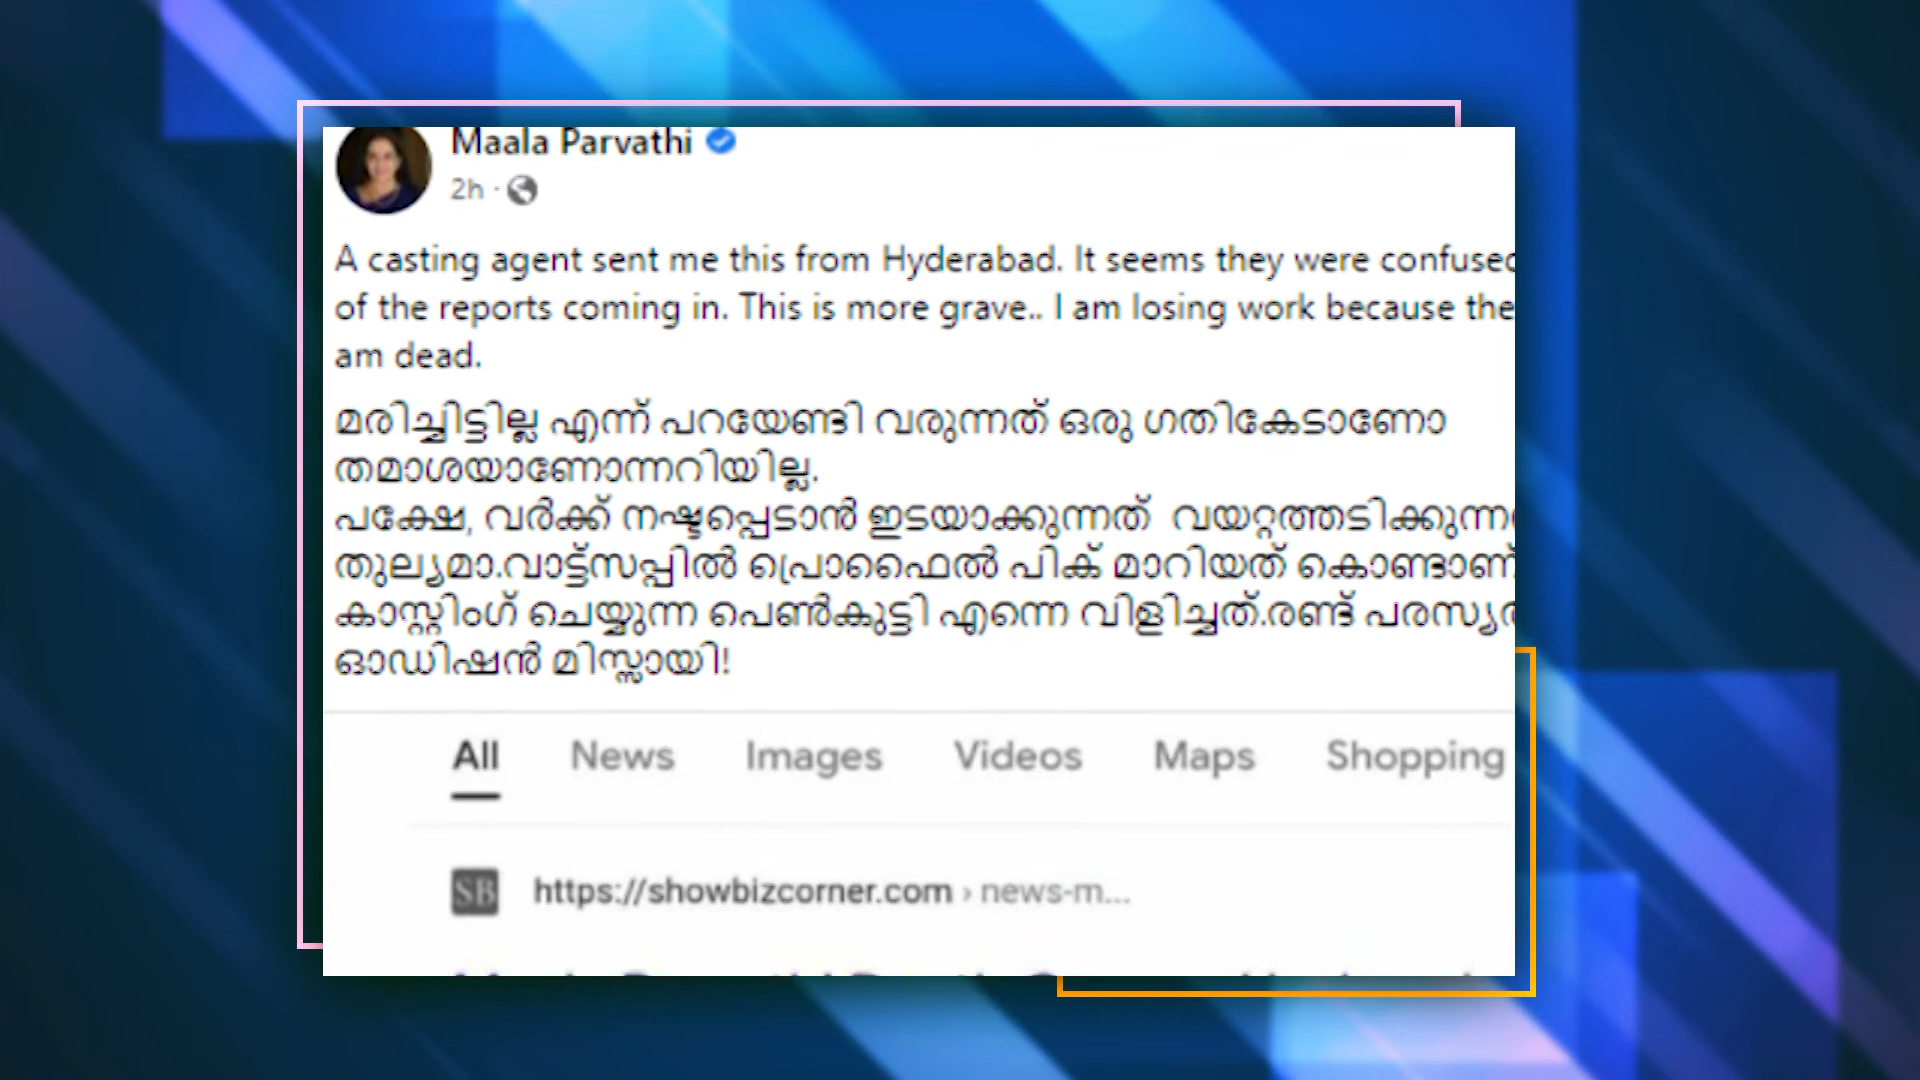 Maala Parvathi
2h ·
A casting agent sent me this from Hyderabad. It seems they were confused
of the reports coming in. This is more grave.. I am losing work because the
am dead.
മരിച്ചിട്ടില്ല എന്ന് പറയേണ്ടി വരുന്നത് ഒരു ഗതികേടാണോ
തമാശയാണോന്നറിയില്ല.
പക്ഷേ, വർക്ക് നഷ്ടപ്പെടാൻ ഇടയാക്കുന്നത് വയറ്റത്തടിക്കുന്ന
തുല്യമാ.വാട്ട്സപ്പിൽ പ്രൊഫൈൽ പിക് മാറിയത് കൊണ്ടാണ്
കാസ്റ്റിംഗ് ചെയ്യുന്ന പെൺകുട്ടി എന്നെ വിളിച്ചത്.രണ്ട്
ഓഡിഷൻ മിസ്സായി!
All News Images Videos Maps Shopping
SB https://showbizcorner.com › news-m...